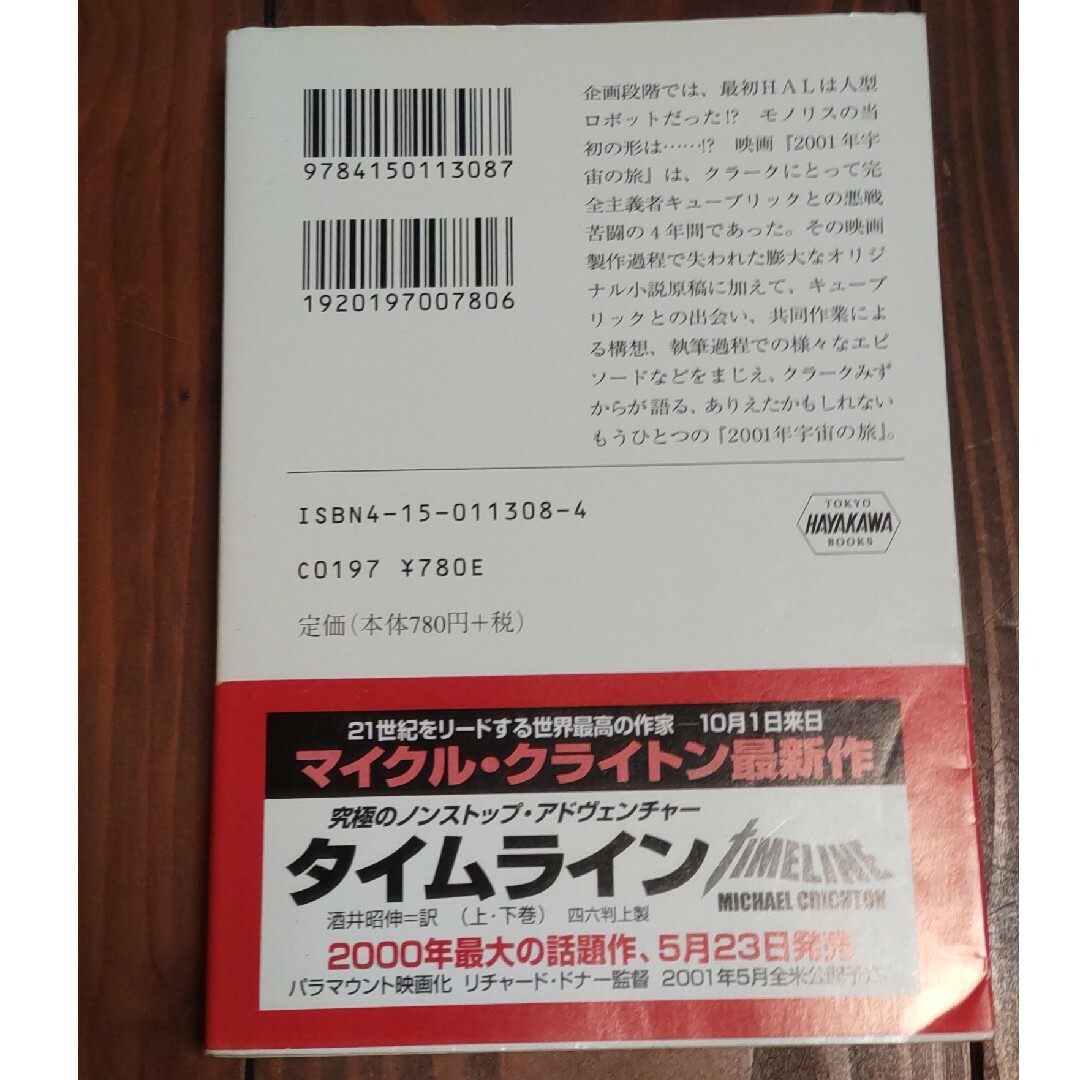 9784150113087
1920197007806
企画段階では、最初HALは人型
ロボットだった!? モノリスの当
初の形は……!? 映画『2001年宇
宙の旅』は、クラークにとって完
全主義者キューブリックとの悪戦
苦闘の4年間であった。その映画
製作過程で失われた膨大なオリジ
ナル小説原稿に加えて、キューブ
リックとの出会い、共同作業によ
る構想、執筆過程での様々なエピ
ソードなどをまじえ、クラークみず
からが語る、ありえたかもしれない
もうひとつの『2001年宇宙の旅』。
ISBN4-15-011308-4
C0197 ¥780E
定価(本体780円+税)
TOKYO
HAYAKAWA
BOOKS
21世紀をリードする世界最高の作家―10月1日来日
マイクル・クライトン最新作
究極のノンストップ・アドヴェンチャー
タイムライン
TIMELINE
MICHAEL CRICHTON
酒井昭伸=訳 (上・下巻) 四六判上製
2000年最大の話題作、5月23日発売
パラマウント映画化 リチャード・ドナー監督 2001年5月全米公開予定